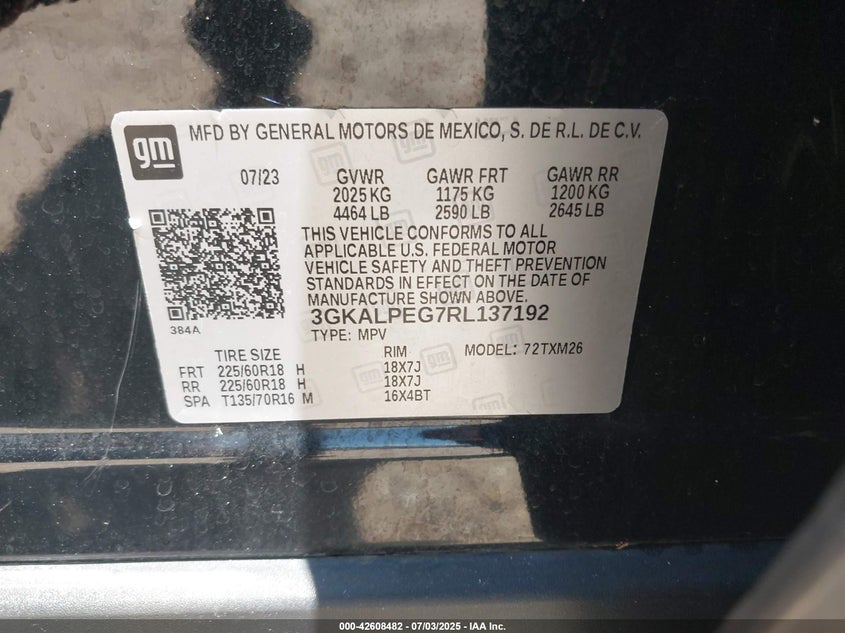 gm
MFD BY GENERAL MOTORS DE MEXICO, S. DE R.L. DE C.V.
07/23 GVWR GAWR FRT GAWR RR
2025 KG 1175 KG 1200 KG
4464 LB 2590 LB 2645 LB
THIS VEHICLE CONFORMS TO ALL
APPLICABLE U.S. FEDERAL MOTOR
VEHICLE SAFETY AND THEFT PREVENTION
STANDARDS IN EFFECT ON THE DATE OF
MANUFACTURE SHOWN ABOVE.
384A
3GKALPEG7RL137192
TYPE: MPV
TIRE SIZE RIM MODEL: 72TXM26
FRT 225/60R18 H 18X7J
RR 225/60R18 H 18X7J
SPA T135/70R16 M 16X4BT
000-42608482 - 07/03/2025 - IAA Inc.